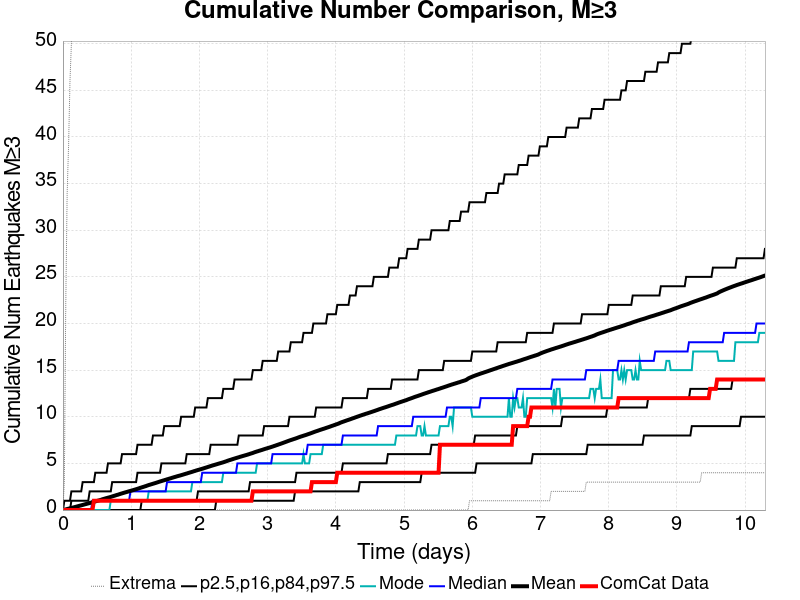 Cumulative Number Comparison, M≥3
Cumulative Num Earthquakes M≥3
50
45
40
35
30
25
20
15
10
5
0
0 1 2 3 4 5 6 7 8 9 10
Time (days)
Extrema p2.5,p16,p84,p97.5 Mode Median Mean ComCat Data